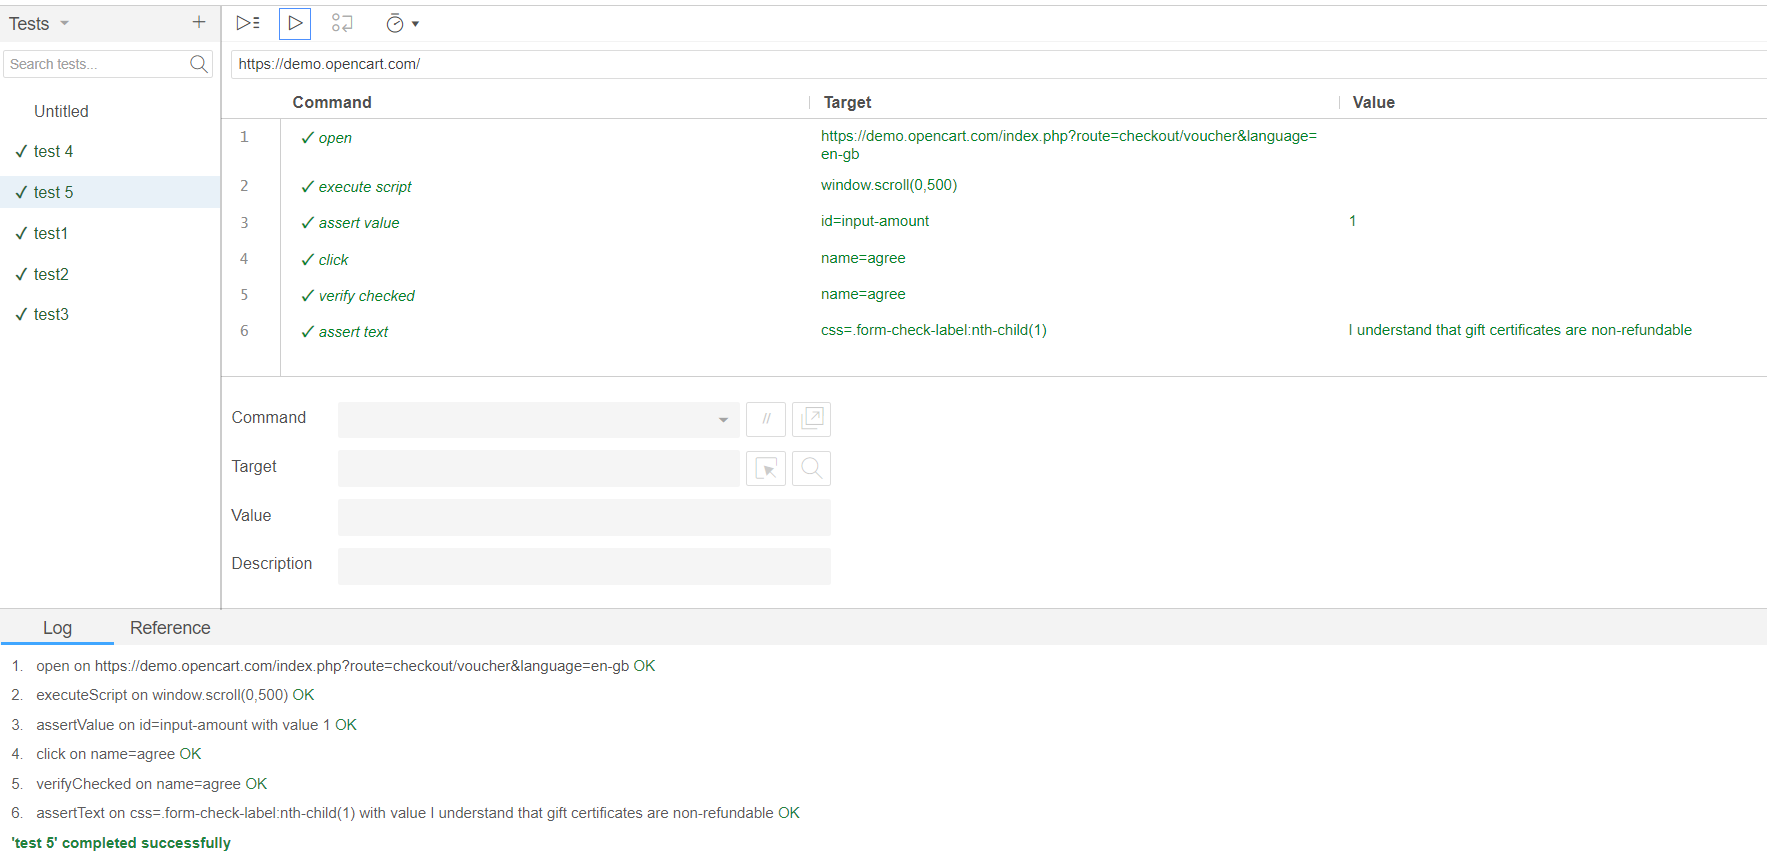 Tests
+
Search tests...
Untitled
✓ test 4
✓ test 5
✓ test1
✓ test2
✓ test3
https://demo.opencart.com/
Command Target Value
1 ✓ open https://demo.opencart.com/index.php?route=checkout/voucher&language=
en-gb
2 ✓ execute script window.scroll(0,500)
3 ✓ assert value id=input-amount 1
4 ✓ click name=agree
5 ✓ verify checked name=agree
6 ✓ assert text css=.form-check-label:nth-child(1) I understand that gift certificates are non-refundable
Command //
Target
Value
Description
Log Reference
1. open on https://demo.opencart.com/index.php?route=checkout/voucher&language=en-gb OK
2. executeScript on window.scroll(0,500) OK
3. assertValue on id=input-amount with value 1 OK
4. click on name=agree OK
5. verifyChecked on name=agree OK
6. assertText on css=.form-check-label:nth-child(1) with value I understand that gift certificates are non-refundable OK
'test 5' completed successfully